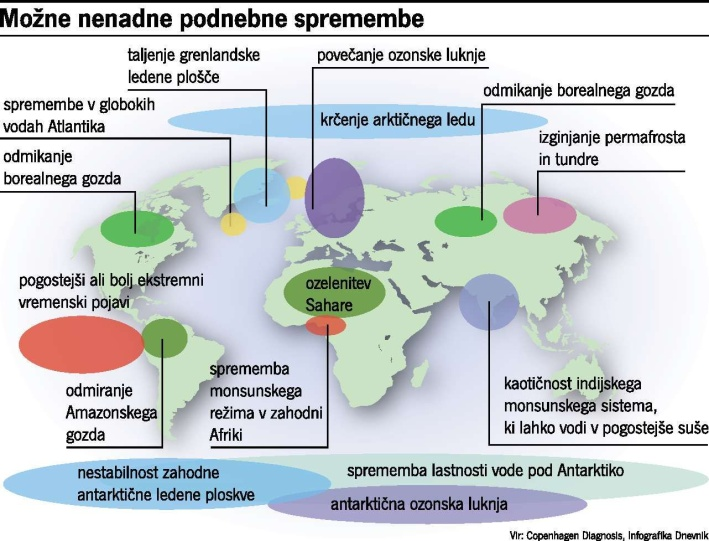 Možne nenadne podnebne spremembe
taljenje grenlandske
ledene plošče
povečanje ozonske luknje
odmikanje borealnega gozda
spremembe v globokih
vodah Atlantika
krčenje arktičnega ledu
izginjanje permafrosta
in tundre
odmikanje
borealnega gozda
pogostejši ali bolj ekstremni
vremenski pojavi
ozelenitev
Sahare
odmiranje
Amazonskega
gozda
sprememba
monsunskega
režima v zahodni
Afriki
kaotičnost indijskega
monsunskega sistema,
ki lahko vodi v pogostejše suše
nestabilnost zahodne
antarktične ledene ploskve
sprememba lastnosti vode pod Antarktiko
antarktična ozonska luknja
Vir: Copenhagen Diagnosis, Infografika Dnevnik